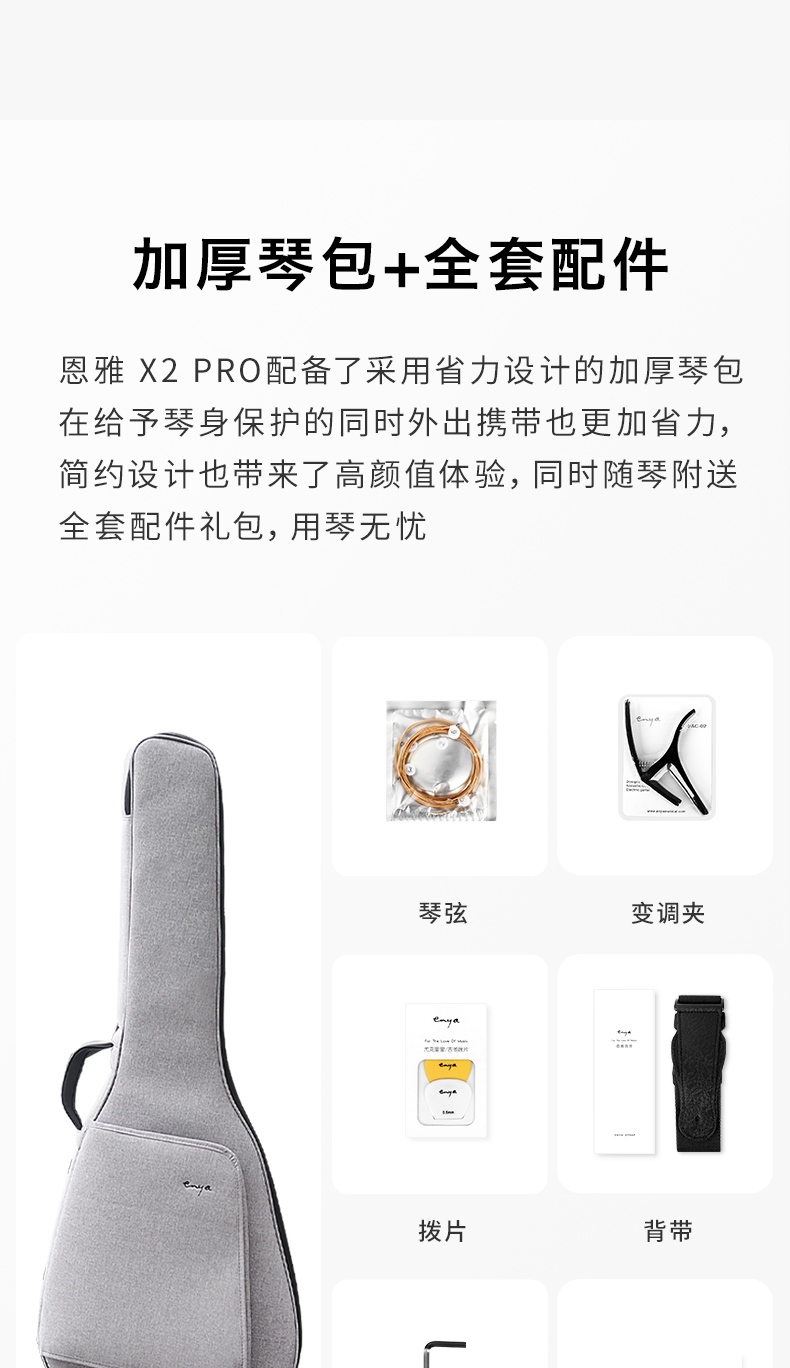 加厚琴包+全套配件
恩雅 X2 PRO配备了采用省力设计的加厚琴包
在给予琴身保护的同时外出携带也更加省力，
简约设计也带来了高颜值体验，同时随琴附送
全套配件礼包，用琴无忧
enya
琴弦
变调夹
enya
For The Love Of Music
enya
enya
0.5mm
enya
拨片
背带
enya